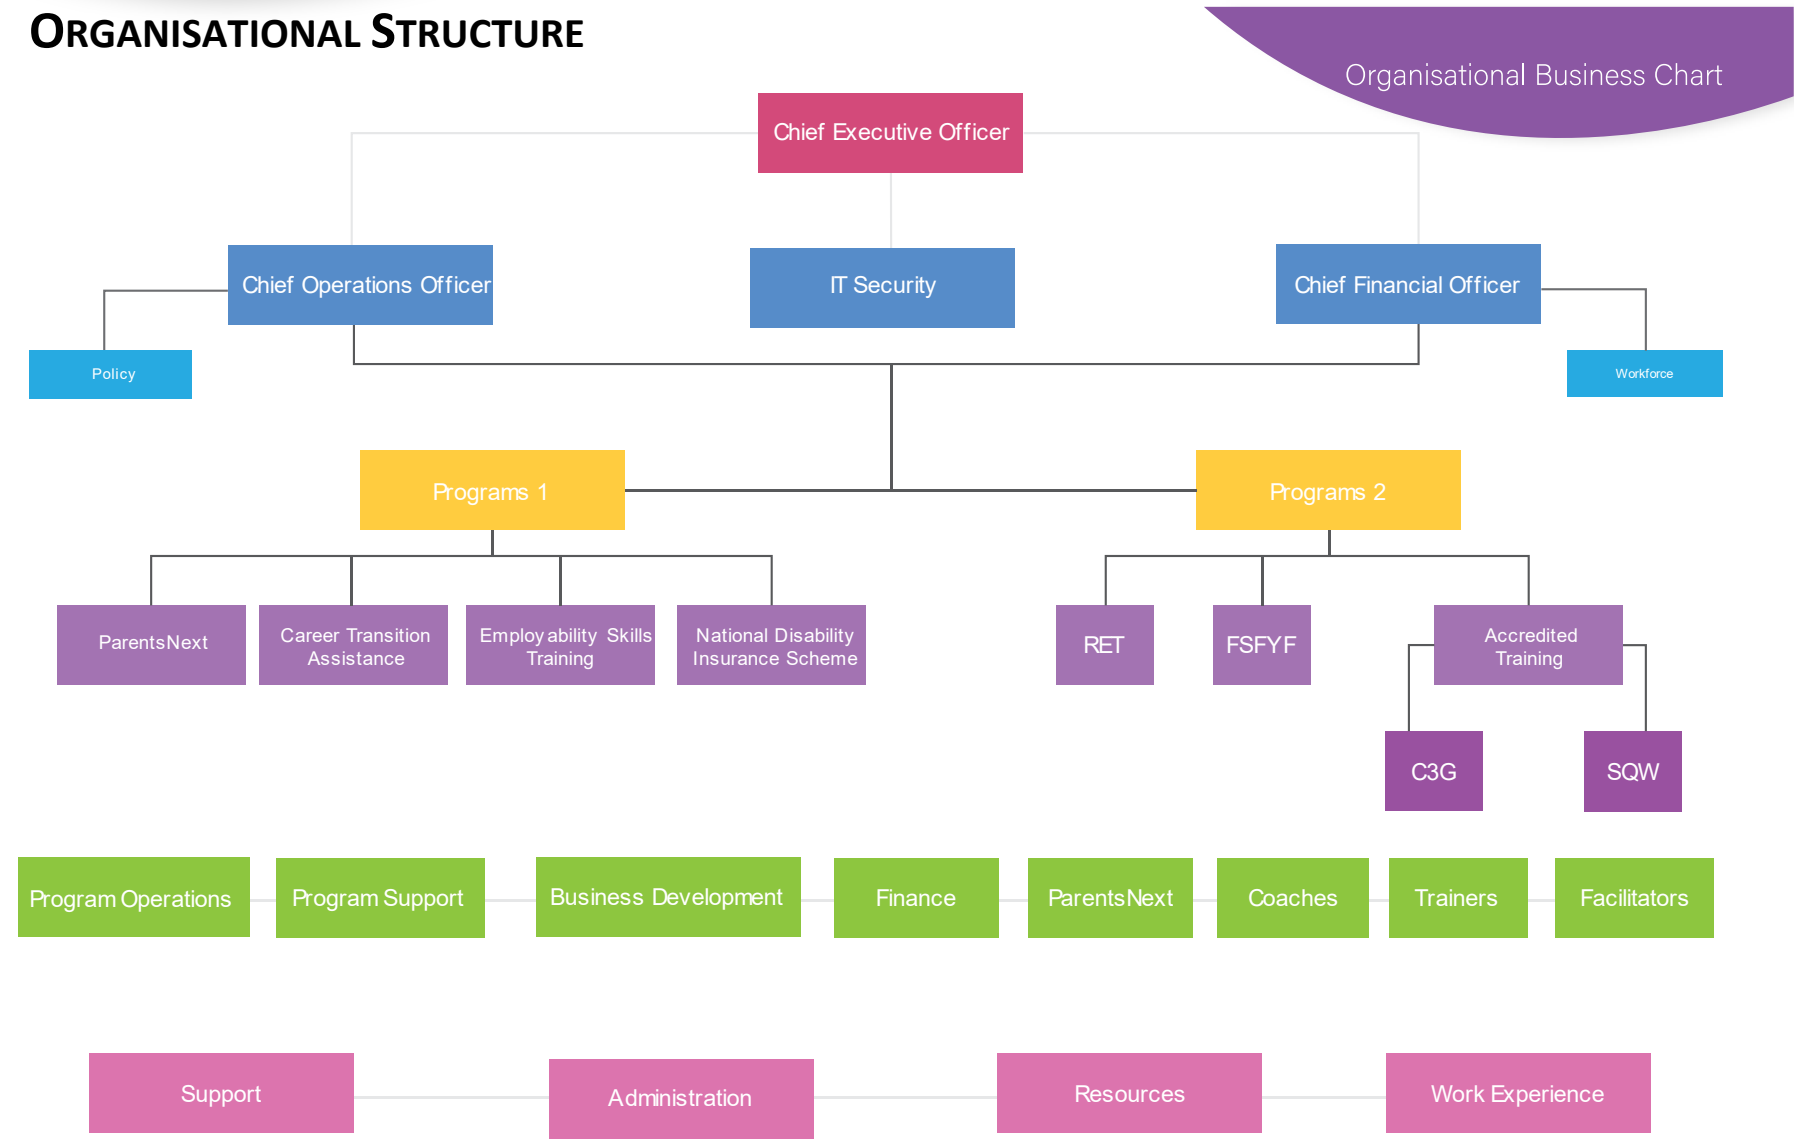 ORGANISATIONAL STRUCTURE
Organisational Business Chart
Chief Executive Officer
Chief Operations Officer
IT Security
Chief Financial Officer
Policy
Workforce
Programs 1
Programs 2
ParentsNext
Career Transition
Assistance
Employability Skills
Training
National Disability
Insurance Scheme
RET
FSFYF
Accredited
Training
C3G
SQW
Program Operations
Program Support
Business Development
Finance
ParentsNext
Coaches
Trainers
Facilitators
Support
Administration
Resources
Work Experience